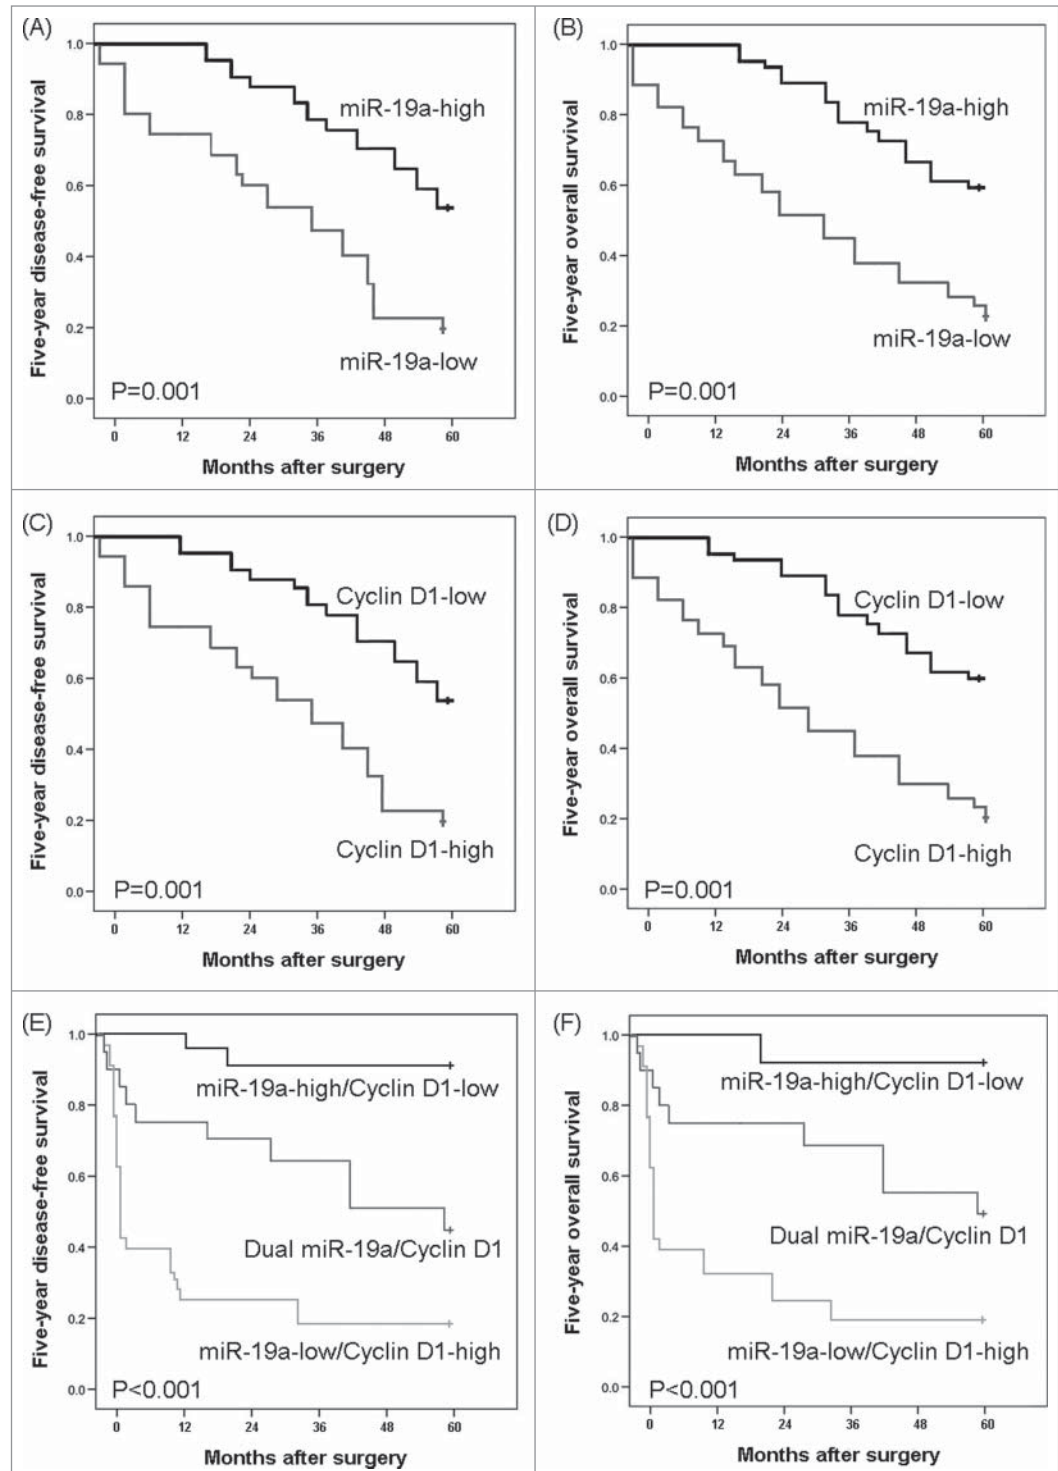 (A)
Five-year disease-free survival
1.0
0.8
0.6
0.4
0.2
0.0
miR-19a-high
miR-19a-low
P=0.001
0 12 24 36 48 60
Months after surgery
(B)
Five-year overall survival
1.0
0.8
0.6
0.4
0.2
0.0
miR-19a-high
miR-19a-low
P=0.001
0 12 24 36 48 60
Months after surgery
(C)
Five-year disease-free survival
1.0
0.8
0.6
0.4
0.2
0.0
Cyclin D1-low
Cyclin D1-high
P=0.001
0 12 24 36 48 60
Months after surgery
(D)
Five-year overall survival
1.0
0.8
0.6
0.4
0.2
0.0
Cyclin D1-low
Cyclin D1-high
P=0.001
0 12 24 36 48 60
Months after surgery
(E)
Five-year disease-free survival
1.0
0.8
0.6
0.4
0.2
0.0
miR-19a-high/Cyclin D1-low
Dual miR-19a/Cyclin D1
miR-19a-low/Cyclin D1-high
P<0.001
0 12 24 36 48 60
Months after surgery
(F)
Five-year overall survival
1.0
0.8
0.6
0.4
0.2
0.0
miR-19a-high/Cyclin D1-low
Dual miR-19a/Cyclin D1
miR-19a-low/Cyclin D1-high
P<0.001
0 12 24 36 48 60
Months after surgery